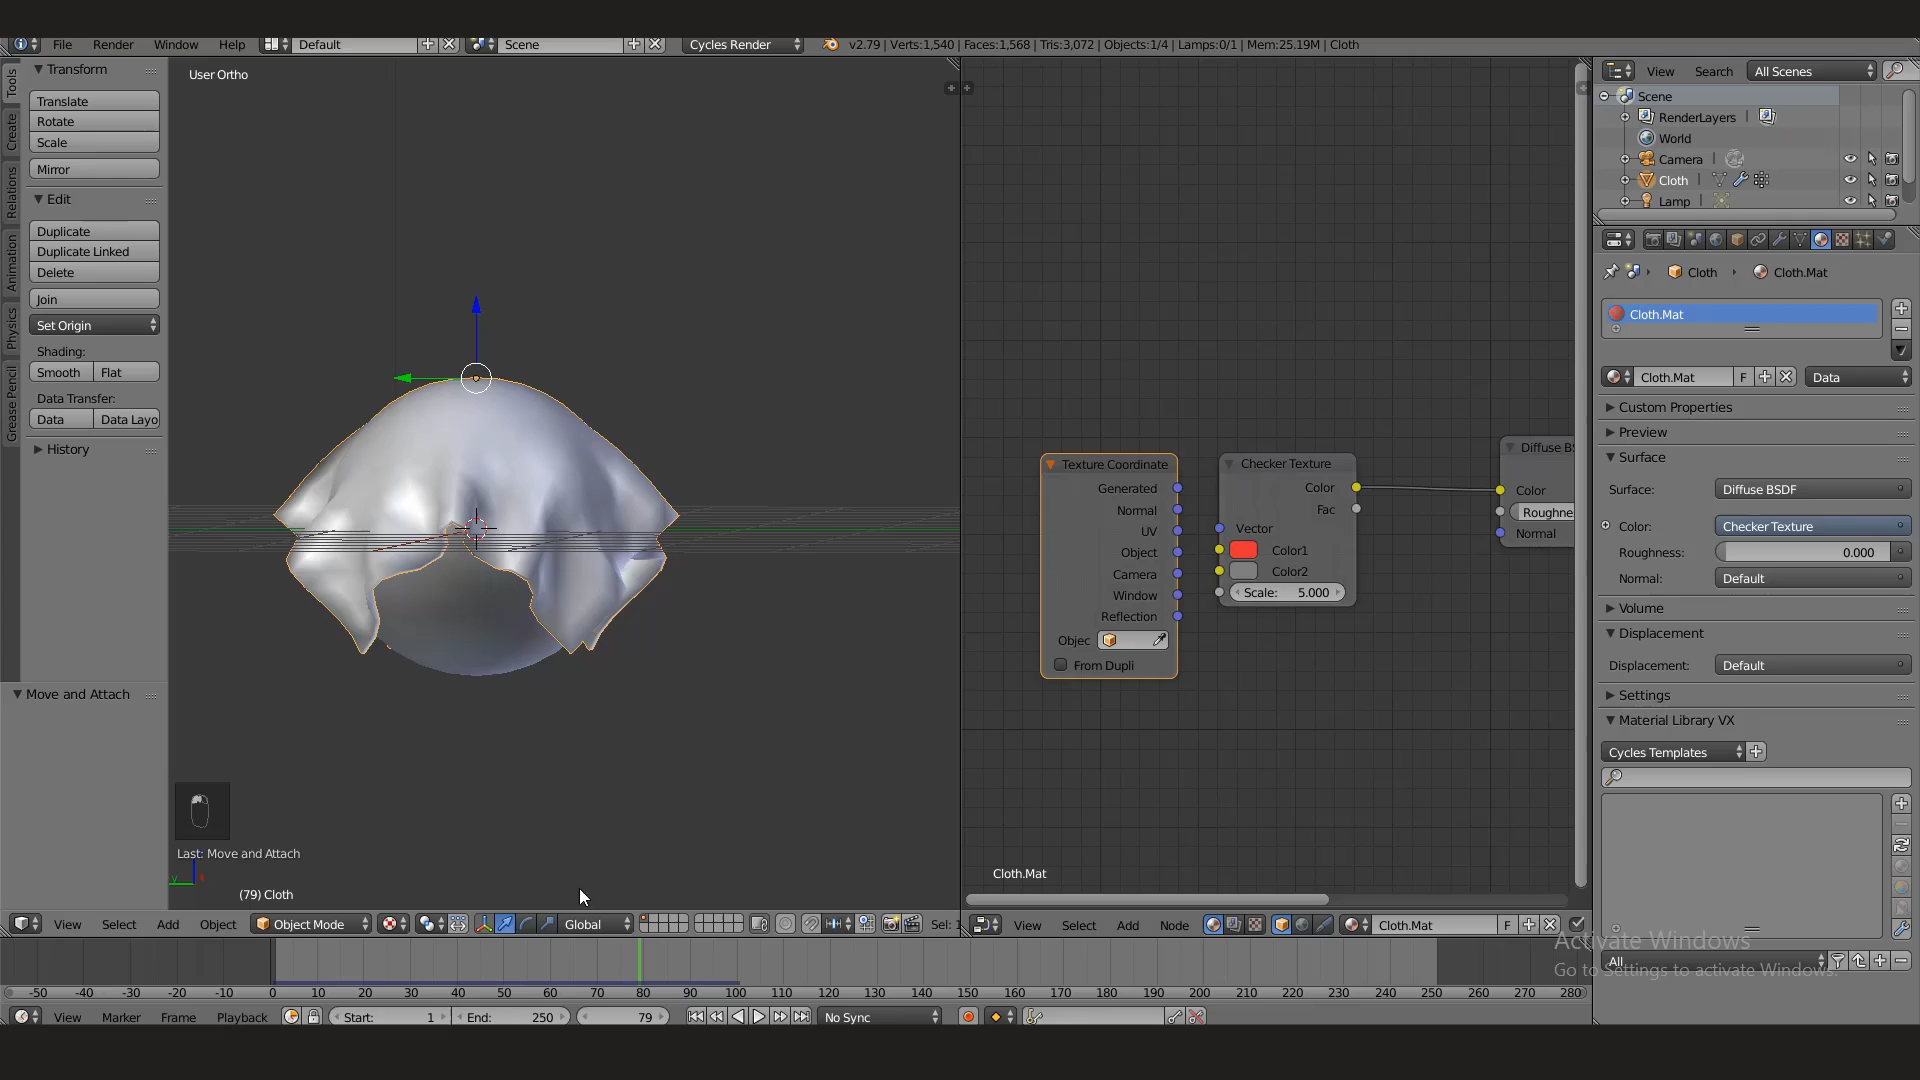 File Render Window Help Default Scene Cycles Render v2.79 | Verts:1,540 | Faces:1,568 | Tris:3,072 | Objects:1/4 | Lamps:0/1 | Mem:25.19M | Cloth
Tools
Create
Relations
Animation
Physics
Grease Pencil
Transform
Translate
Rotate
Scale
Mirror
Edit
Duplicate
Duplicate Linked
Delete
Join
Set Origin
Shading:
Smooth Flat
Data Transfer:
Data Data Layo
History
Move and Attach
User Ortho
Last: Move and Attach
(79) Cloth
View Select Add Object Object Mode Global Sel: 1
Texture Coordinate
Generated
Normal
UV
Object
Camera
Window
Reflection
Objec
From Dupli
Checker Texture
Color
Fac
Vector
Color1
Color2
Scale: 5.000
Diffuse BS
Color
Roughne
Normal
Cloth.Mat
View Select Add Node Cloth.Mat F
View Search All Scenes
Scene
RenderLayers
World
Camera
Cloth
Lamp
Cloth Cloth.Mat
Cloth.Mat
Cloth.Mat F Data
Custom Properties
Preview
Surface
Surface: Diffuse BSDF
Color: Checker Texture
Roughness: 0.000
Normal: Default
Volume
Displacement
Displacement: Default
Settings
Material Library VX
Cycles Templates
All
Activate Windows
Go to Settings to activate Windows.
-50 -40 -30 -20 -10 0 10 20 30 40 50 60 70 80 90 100 110 120 130 140 150 160 170 180 190 200 210 220 230 240 250 260 270 280
View Marker Frame Playback Start: 1 End: 250 79 No Sync